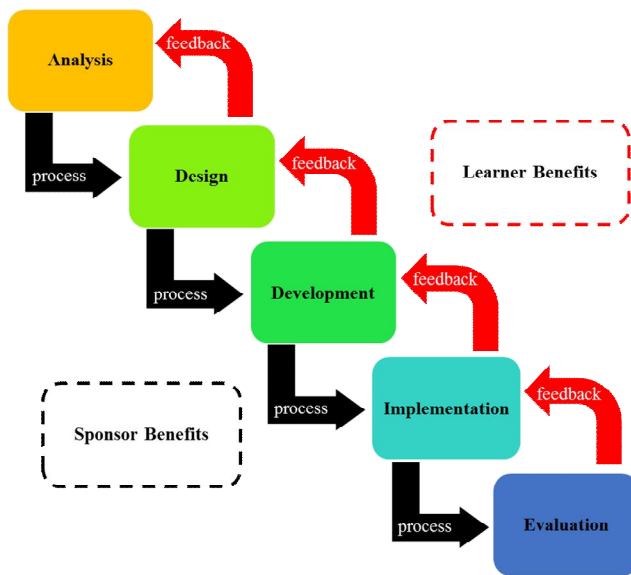 feedback
Analysis
process
feedback
Design
Learner Benefits
process
feedback
Development
process
feedback
Implementation
Sponsor Benefits
process
Evaluation